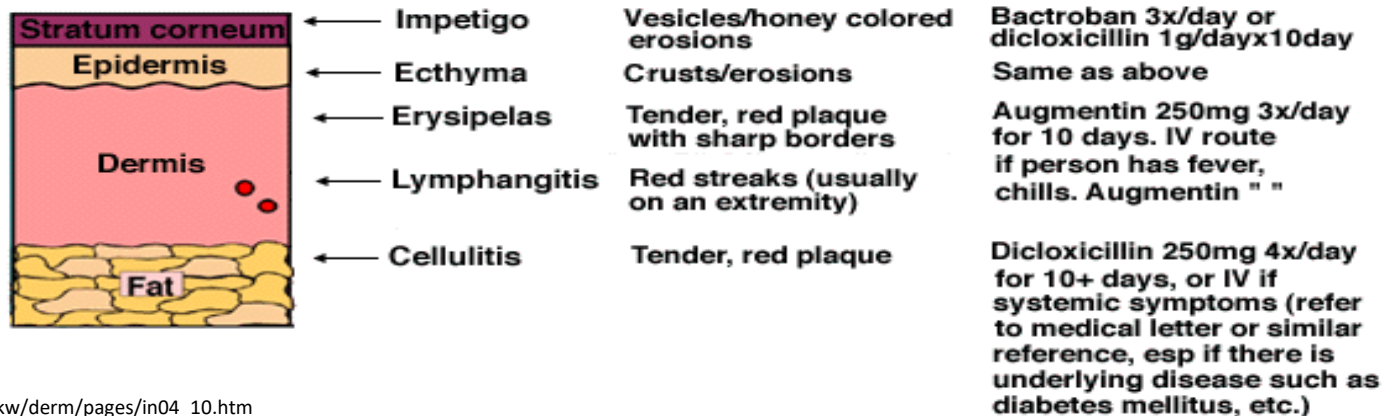 Stratum corneum
Epidermis
Dermis
Fat
Impetigo
Vesicles/honey colored
erosions
Bactroban 3x/day or
dicloxicillin 1g/dayx10day
Ecthyma
Crusts/erosions
Same as above
Erysipelas
Tender, red plaque
with sharp borders
Augmentin 250mg 3x/day
for 10 days. IV route
if person has fever,
chills. Augmentin " "
Lymphangitis
Red streaks (usually
on an extremity)
Cellulitis
Tender, red plaque
Dicloxicillin 250mg 4x/day
for 10+ days, or IV if
systemic symptoms (refer
to medical letter or similar
reference, esp if there is
underlying disease such as
diabetes mellitus, etc.)
kw/derm/pages/in04_10.htm